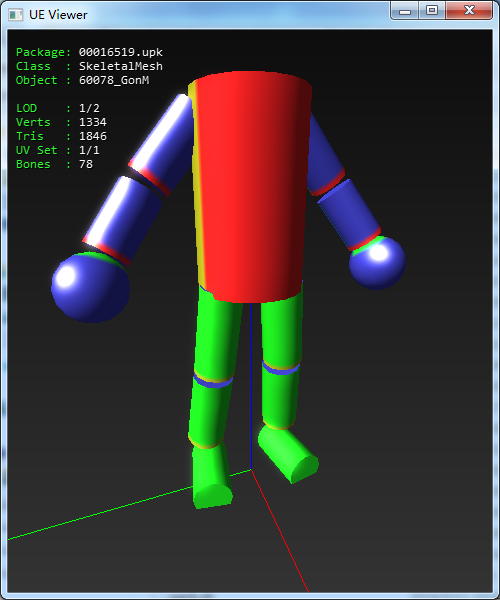 UE Viewer
Package: 00016519.upk
Class : SkeletalMesh
Object : 60078_GonM
LOD : 1/2
Verts : 1334
Tris : 1846
UV Set : 1/1
Bones : 78